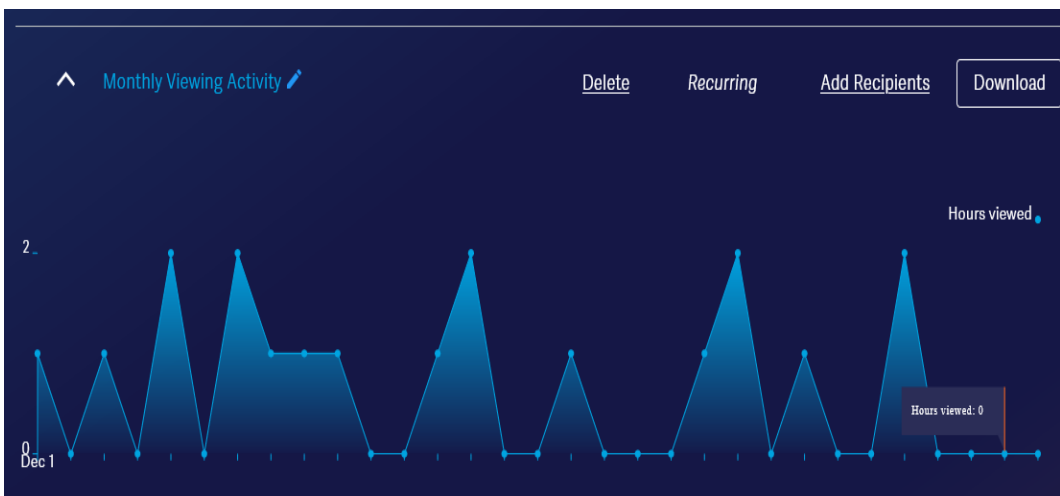 Monthly Viewing Activity
Delete
Recurring
Add Recipients
Download
Hours viewed
2
Hours viewed: 0
0
Dec 1